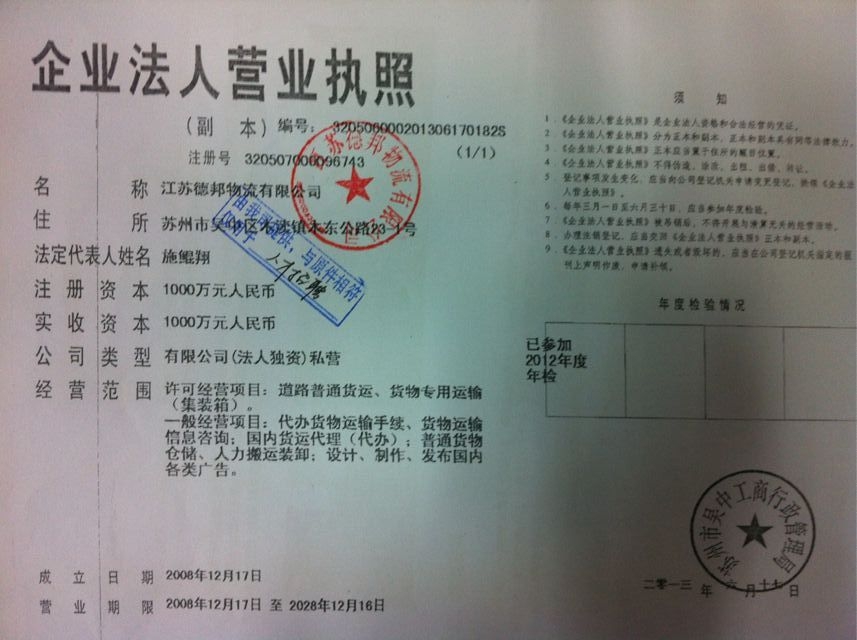 企业法人营业执照
（副 本） 编号：320506000201306170182S
注册号 320507000096743 （1/1）
名 称 江苏德邦物流有限公司
住 所 苏州市吴中区木渎镇木东公路23-1号
法定代表人姓名 施鲲翔
注 册 资 本 1000万元人民币
实 收 资 本 1000万元人民币
公 司 类 型 有限公司(法人独资)私营
经 营 范 围 许可经营项目：道路普通货运、货物专用运输
（集装箱）。
一般经营项目：代办货物运输手续、货物运输
信息咨询；国内货运代理（代办）；普通货物
仓储、人力搬运装卸；设计、制作、发布国内
各类广告。
成 立 日 期 2008年12月17日
营 业 期 限 2008年12月17日 至 2028年12月16日
江苏德邦物流有限公司
由我司提供，与原件相符
仅用于 人才招聘
须 知
1．《企业法人营业执照》是企业法人资格和合法经营的凭证。
2．《企业法人营业执照》分为正本和副本，正本和副本具有同等法律效力。
3．《企业法人营业执照》正本应当置于住所的醒目位置。
4．《企业法人营业执照》不得伪造、涂改、出租、出借、转让。
5．登记事项发生变化，应当向公司登记机关申请变更登记，换领《企业法
人营业执照》。
6．每年三月一日至六月三十日，应当参加年度检验。
7．《企业法人营业执照》被吊销后，不得开展与清算无关的经营活动。
8．办理注销登记，应当交回《企业法人营业执照》正本和副本。
9．《企业法人营业执照》遗失或者毁坏的，应当在公司登记机关指定的报
刊上声明作废，申请补领。
年度检验情况
已参加
2012年度
年检
苏州市吴中工商行政管理局
二零一三 年 六 月 十七 日